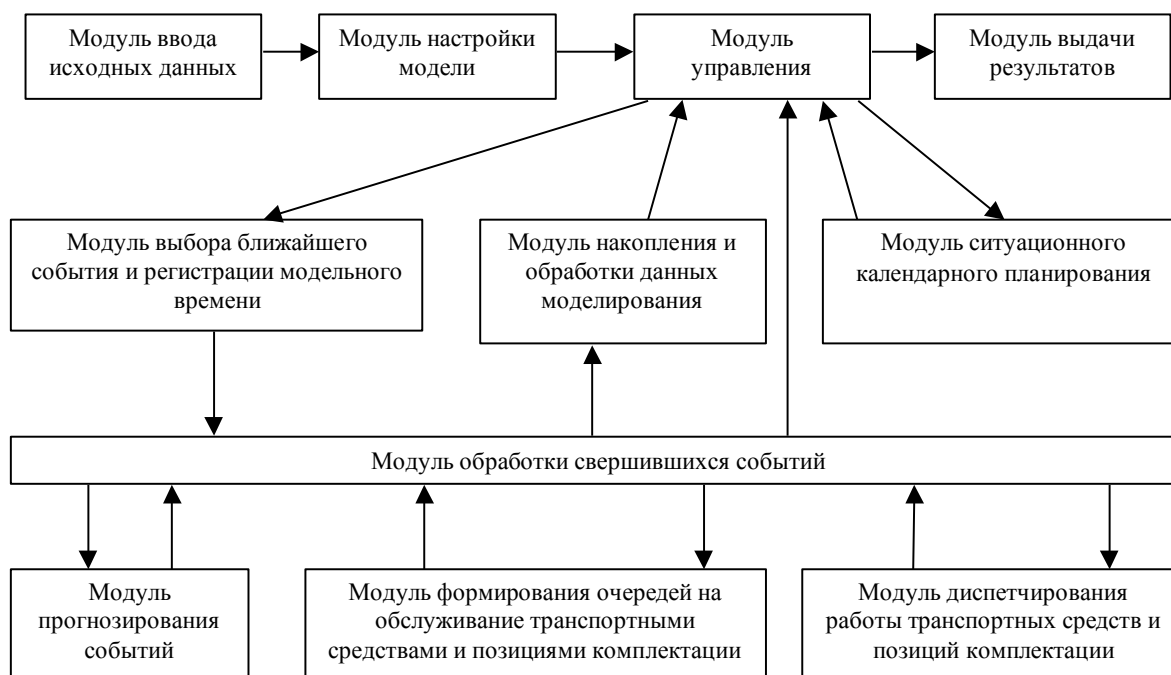 Модуль ввода
исходных данных
Модуль настройки
модели
Модуль
управления
Модуль выдачи
результатов
Модуль выбора ближайшего
события и регистрации модельного
времени
Модуль накопления и
обработки данных
моделирования
Модуль ситуационного
календарного планирования
Модуль обработки свершившихся событий
Модуль
прогнозирования
событий
Модуль формирования очередей на
обслуживание транспортными
средствами и позициями комплектации
Модуль диспетчирования
работы транспортных средств и
позиций комплектации